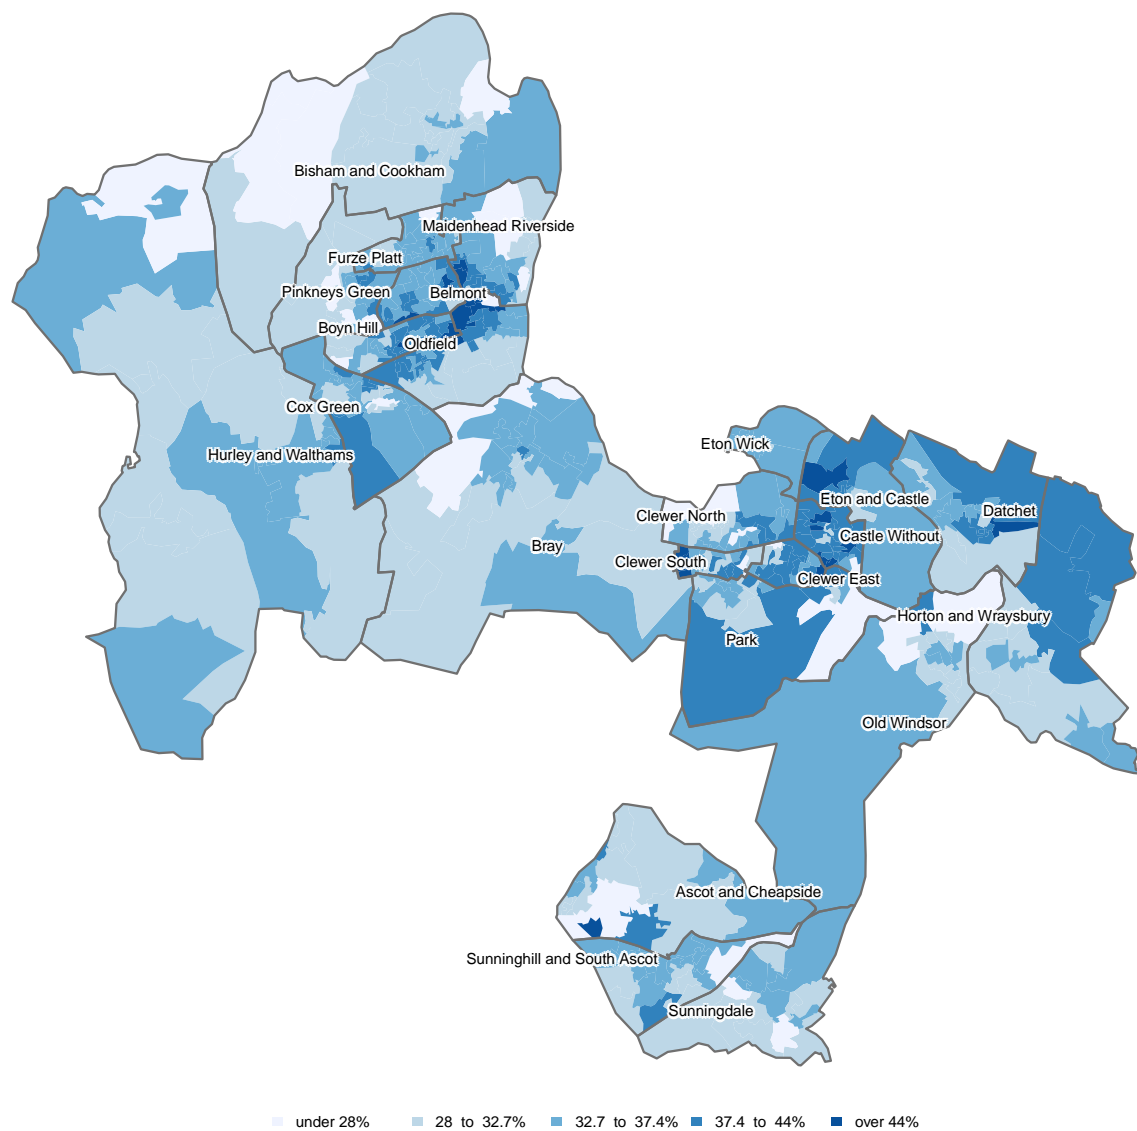 Bisham and Cookham
Maidenhead Riverside
Furze Platt
Pinkneys Green
Belmont
Boyn Hill
Oldfield
Cox Green
Hurley and Walthams
Eton Wick
Eton and Castle
Datchet
Clewer North
Castle Without
Bray
Clewer South
Clewer East
Horton and Wraysbury
Park
Old Windsor
Ascot and Cheapside
Sunninghill and South Ascot
Sunningdale
under 28% 28 to 32.7% 32.7 to 37.4% 37.4 to 44% over 44%